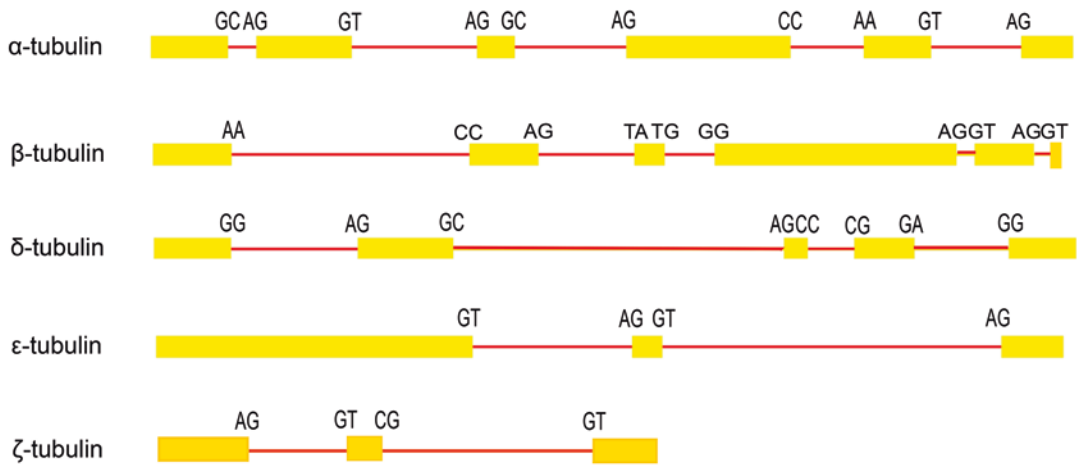 GC AG GT AG GC AG CC AA GT AG
α-tubulin
AA CC AG TA TG GG AG GT AG GT
β-tubulin
GG AG GC AG CC CG GA GG
δ-tubulin
GT AG GT AG
ε-tubulin
AG GT CG GT
ζ-tubulin